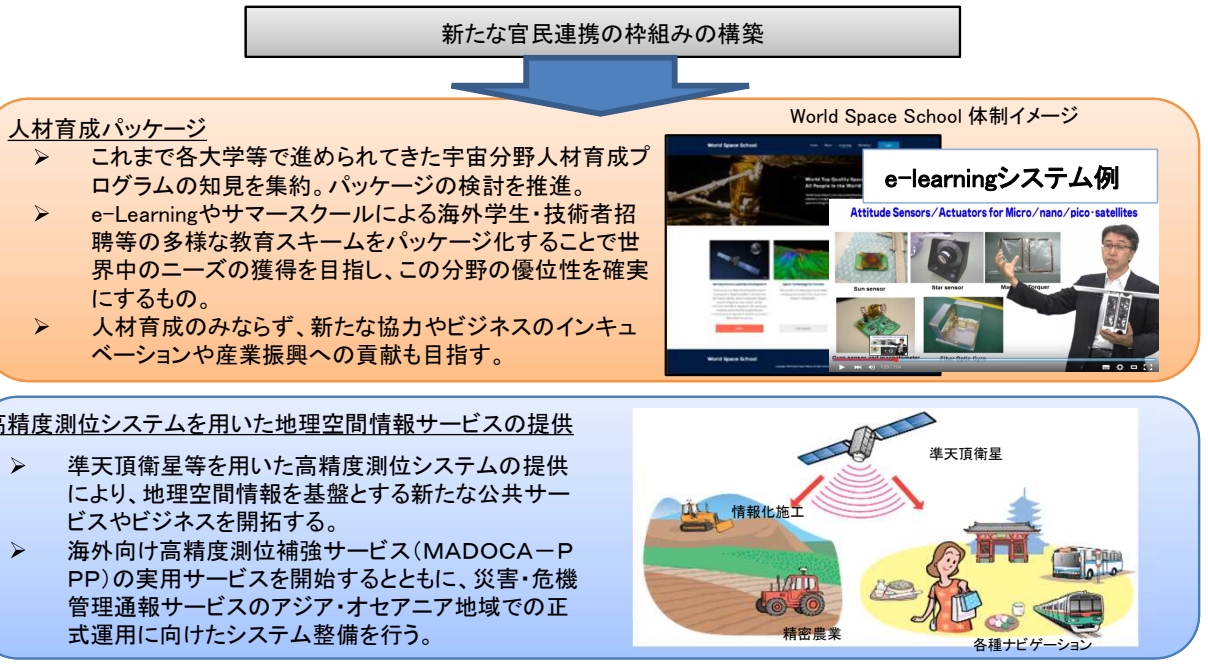 新たな官民連携の枠組みの構築
人材育成パッケージ
➢ これまで各大学等で進められてきた宇宙分野人材育成プ
ログラムの知見を集約。パッケージの検討を推進。
➢ e-Learningやサマースクールによる海外学生・技術者招
聘等の多様な教育スキームをパッケージ化することで世
界中のニーズの獲得を目指し、この分野の優位性を確実
にするもの。
➢ 人材育成のみならず、新たな協力やビジネスのインキュ
ベーションや産業振興への貢献も目指す。
World Space School 体制イメージ
World Space School
World Top Quality Space
All People in the World
e-learningシステム例
Attitude Sensors/Actuators for Micro/nano/pico-satellites
Sun sensor
Star sensor
Torquer
Fiber Optic Gyro
World Space School
高精度測位システムを用いた地理空間情報サービスの提供
➢ 準天頂衛星等を用いた高精度測位システムの提供
により、地理空間情報を基盤とする新たな公共サー
ビスやビジネスを開拓する。
➢ 海外向け高精度測位補強サービス(MADOCA-P
PP)の実用サービスを開始するとともに、災害・危機
管理通報サービスのアジア・オセアニア地域での正
式運用に向けたシステム整備を行う。
準天頂衛星
情報化施工
精密農業
各種ナビゲーション